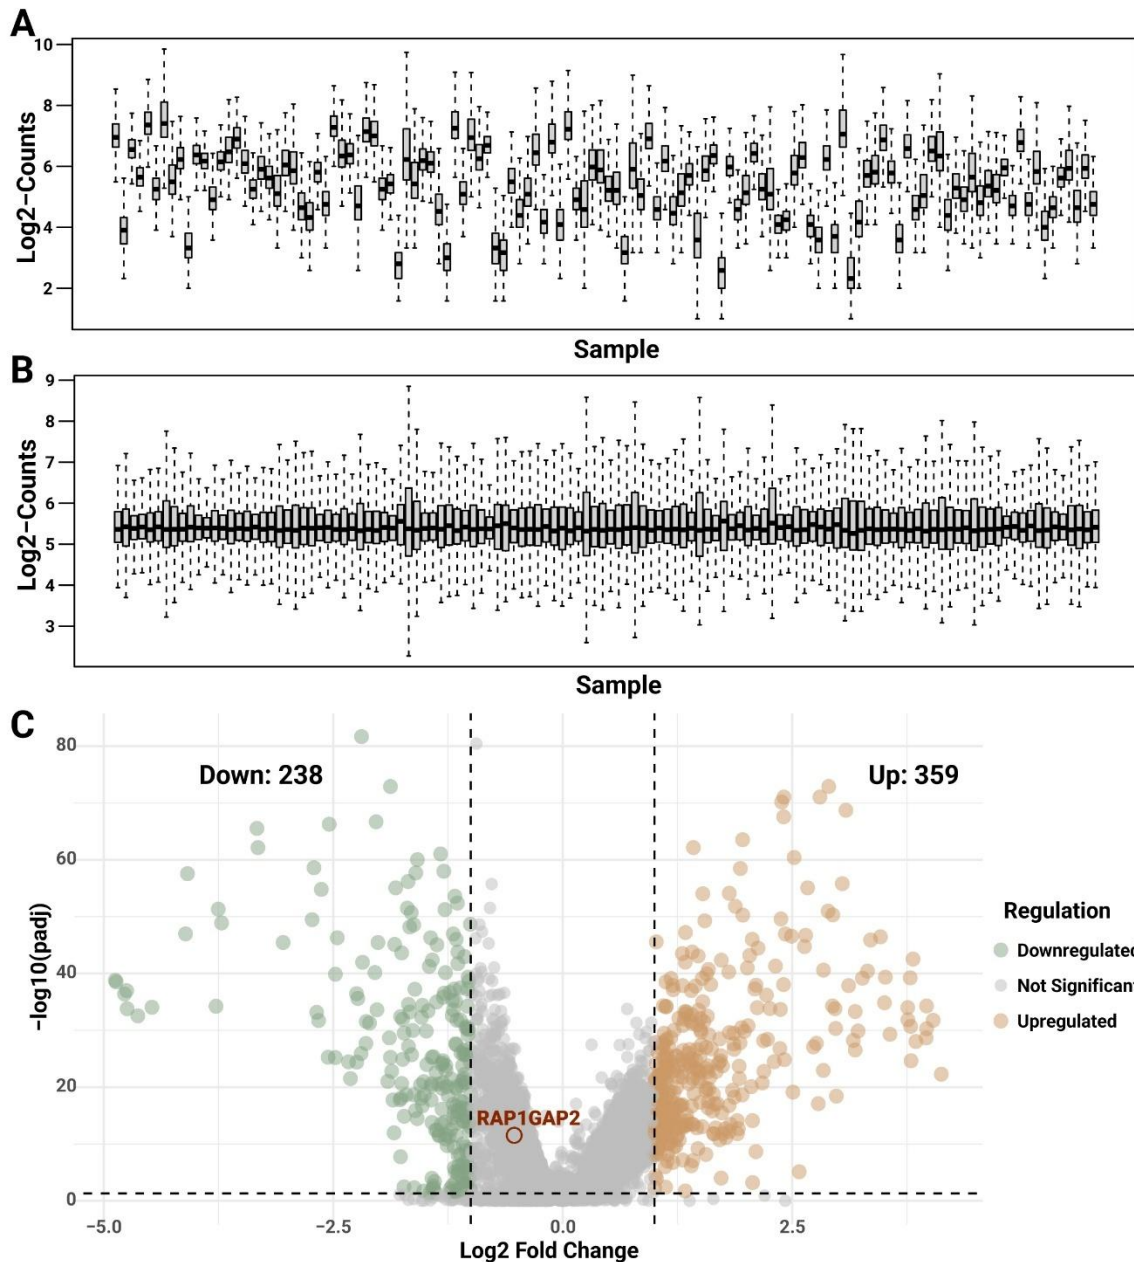 A
Log2-Counts
10
8
6
4
2
Sample
B
Log2-Counts
9
8
7
6
5
4
3
Sample
C
−log10(padj)
80
60
40
20
0
Down: 238
Up: 359
RAP1GAP2
−5.0
−2.5
0.0
2.5
Log2 Fold Change
Regulation
Downregulated
Not Significant
Upregulated